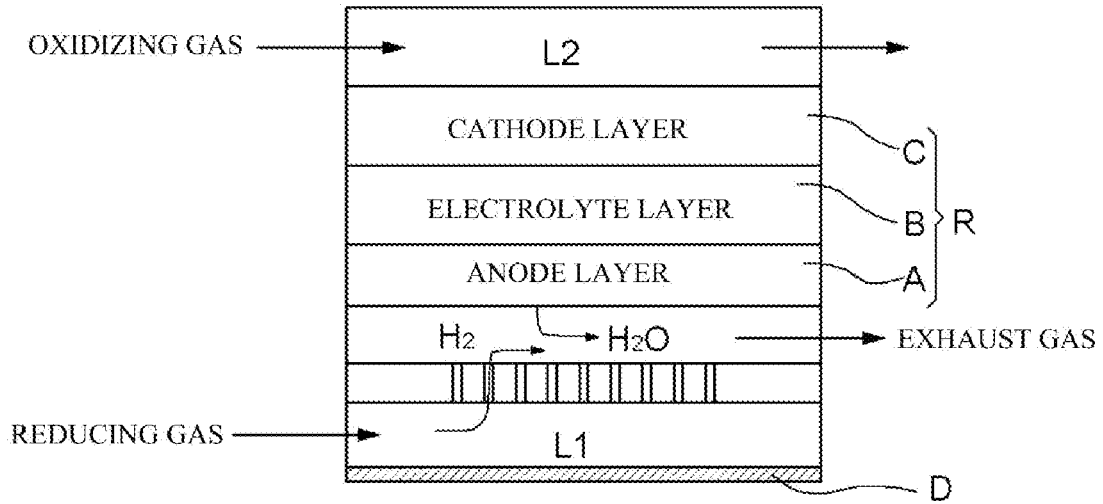 OXIDIZING GAS
L2
CATHODE LAYER
C
ELECTROLYTE LAYER
B
R
ANODE LAYER
A
H2
H2O
EXHAUST GAS
REDUCING GAS
L1
D